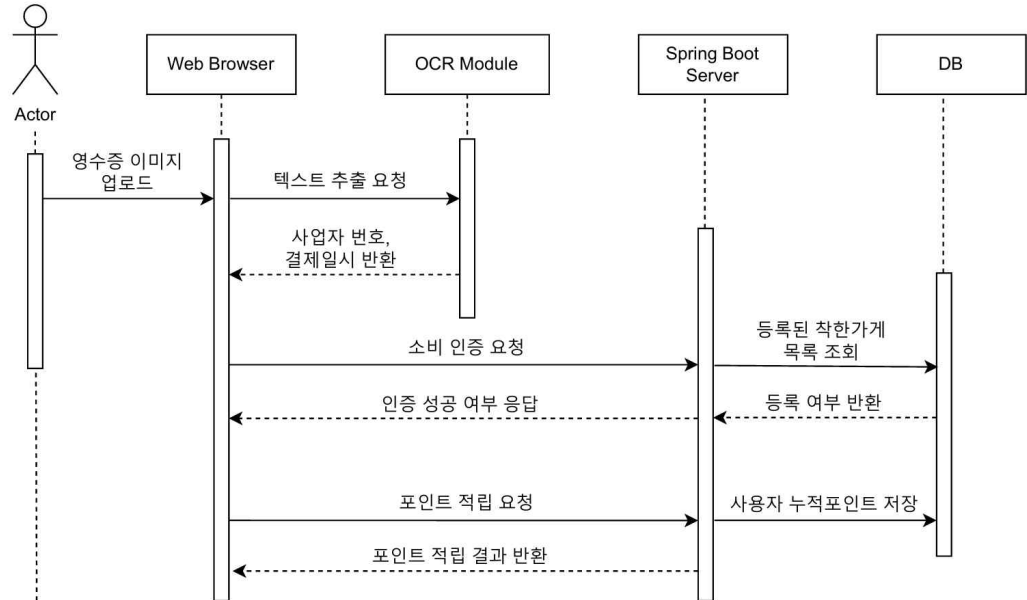 Actor
Web Browser
OCR Module
Spring Boot
Server
DB
영수증 이미지
업로드
텍스트 추출 요청
사업자 번호,
결제일시 반환
소비 인증 요청
등록된 착한가게
목록 조회
인증 성공 여부 응답
등록 여부 반환
포인트 적립 요청
사용자 누적포인트 저장
포인트 적립 결과 반환